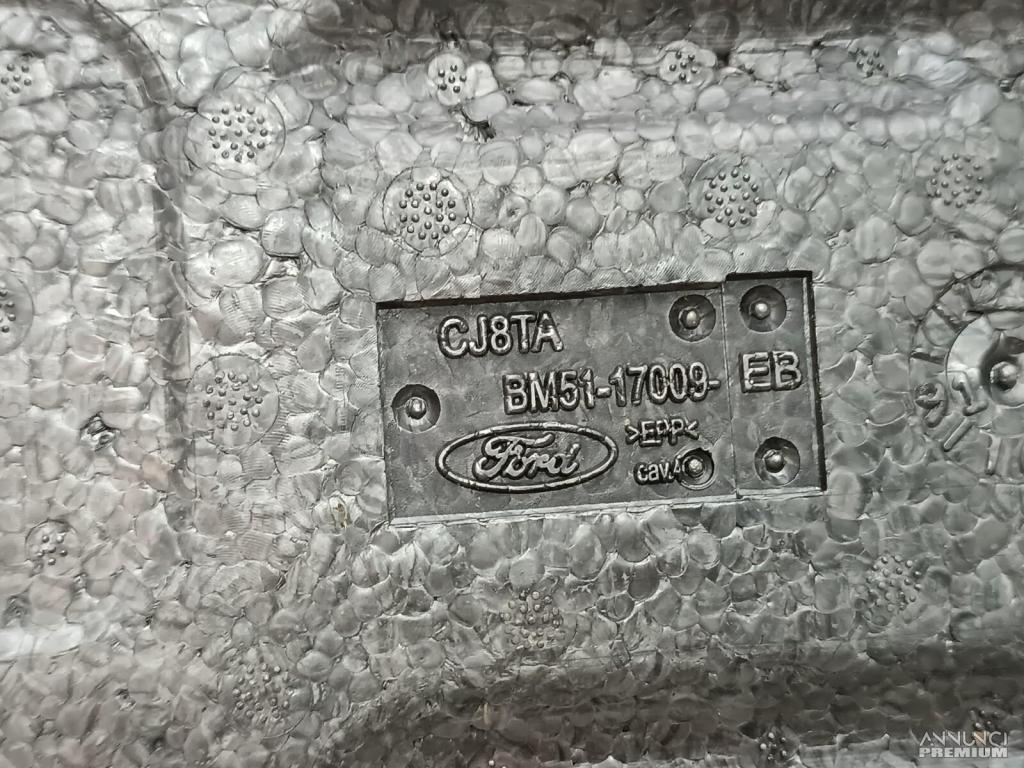 CJ8TA
BM51-17009-
EB
Ford
>EPP<
cav.4
ANNUNCI
PREMIUM